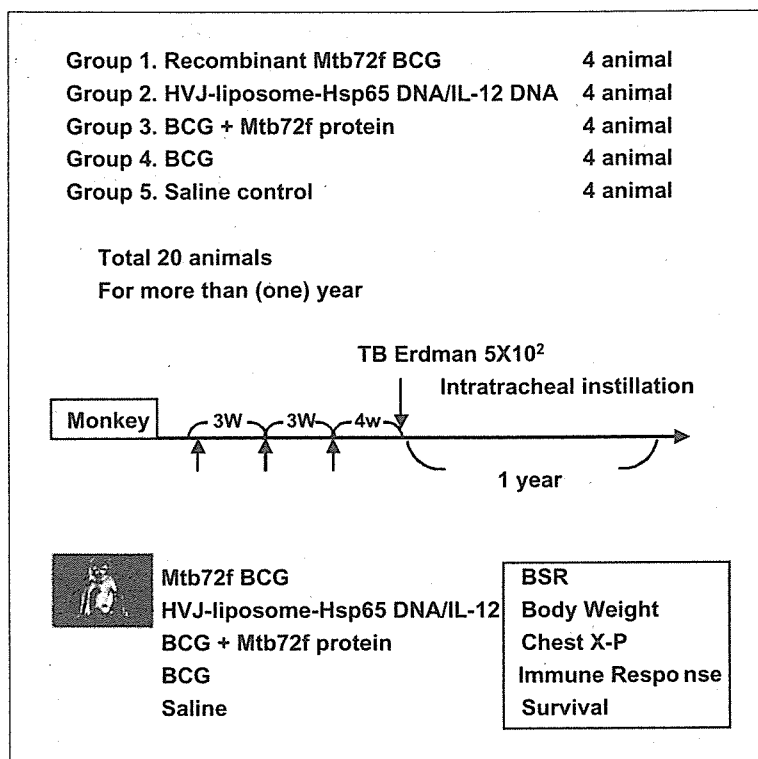 Group 1. Recombinant Mtb72f BCG 4 animal
Group 2. HVJ-liposome-Hsp65 DNA/IL-12 DNA 4 animal
Group 3. BCG + Mtb72f protein 4 animal
Group 4. BCG 4 animal
Group 5. Saline control 4 animal
Total 20 animals
For more than (one) year
TB Erdman 5X10²
Intratracheal instillation
Monkey 3W 3W 4w
1 year
Mtb72f BCG
HVJ-liposome-Hsp65 DNA/IL-12
BCG + Mtb72f protein
BCG
Saline
BSR
Body Weight
Chest X-P
Immune Response
Survival